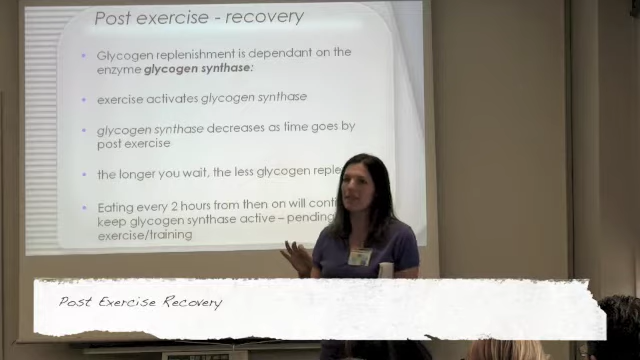 Post exercise - recovery
Glycogen replenishment is dependant on the
enzyme glycogen synthase:
exercise activates glycogen synthase
glycogen synthase decreases as time goes by
post exercise
the longer you wait, the less glycogen
Eating every 2 hours from then on will
keep glycogen synthase active – pending
exercise/training
Post Exercise Recovery